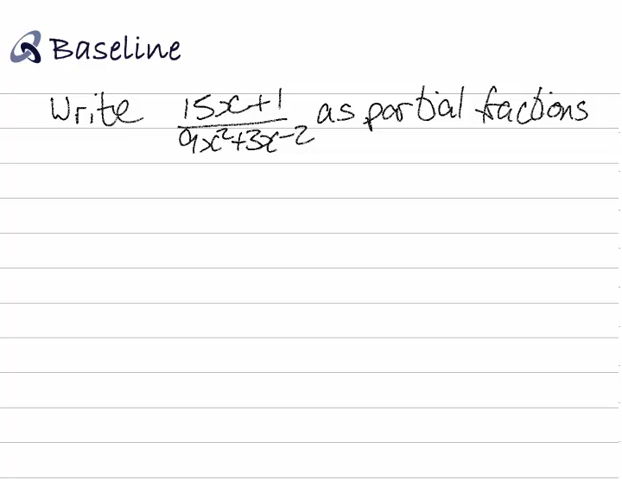 Baseline
Write 15x+1/9x²+3x-2 as partial fractions